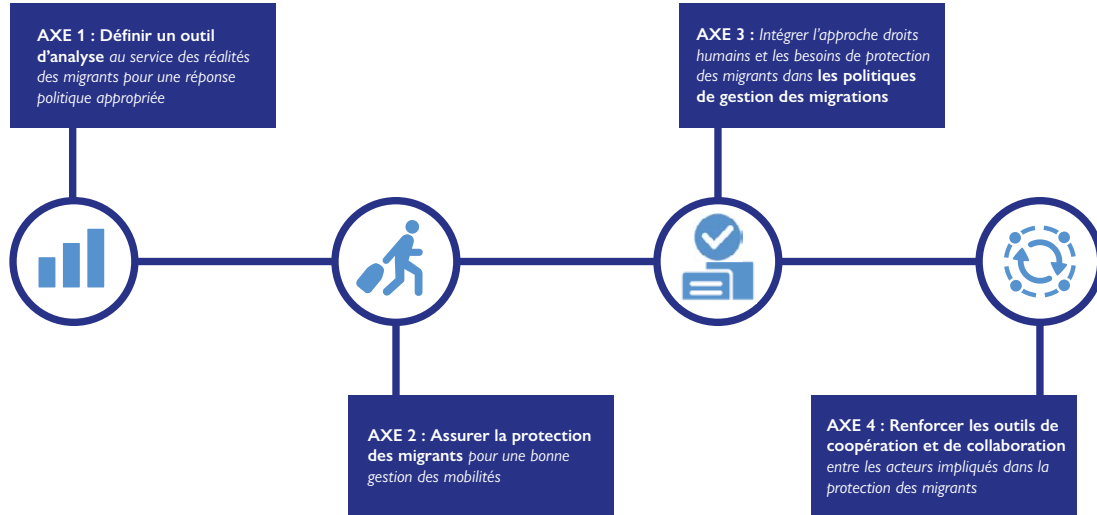 AXE 1 : Définir un outil
d’analyse au service des réalités
des migrants pour une réponse
politique appropriée
AXE 2 : Assurer la protection
des migrants pour une bonne
gestion des mobilités
AXE 3 : Intégrer l’approche droits
humains et les besoins de protection
des migrants dans les politiques
de gestion des migrations
AXE 4 : Renforcer les outils de
coopération et de collaboration
entre les acteurs impliqués dans la
protection des migrants